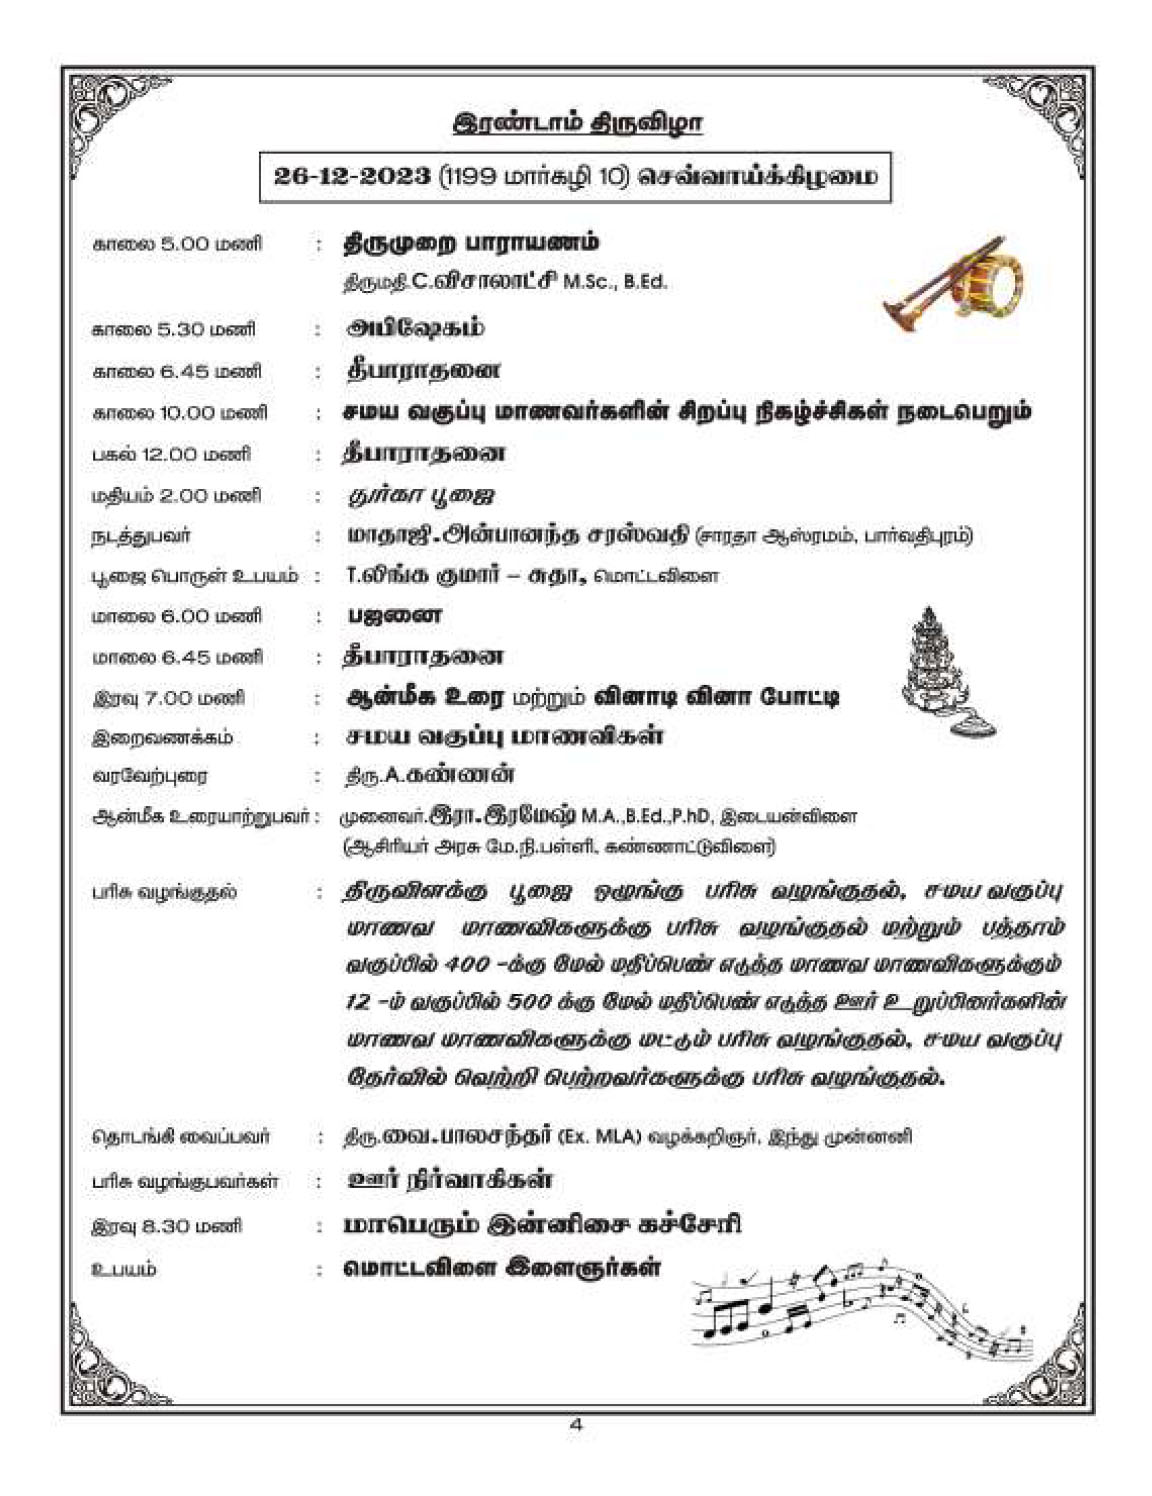 இரண்டாம் திருவிழா
26-12-2023 (1199 மார்கழி 10) செவ்வாய்க்கிழமை
காலை 5.00 மணி : திருமுறை பாராயணம்
திருமதி.C.விசாலாட்சி M.Sc., B.Ed.
காலை 5.30 மணி : அபிஷேகம்
காலை 6.45 மணி : தீபாராதனை
காலை 10.00 மணி : சமய வகுப்பு மாணவர்களின் சிறப்பு நிகழ்ச்சிகள் நடைபெறும்
பகல் 12.00 மணி : தீபாராதனை
மதியம் 2.00 மணி : துர்கா பூஜை
நடத்துபவர் : மாதாஜி.அன்பானந்த சரஸ்வதி (சாரதா ஆஸ்ரமம், பார்வதிபுரம்)
பூஜை பொருள் உபயம் : T.லிங்க குமார் – சுதா, மொட்டவிளை
மாலை 6.00 மணி : பஜனை
மாலை 6.45 மணி : தீபாராதனை
இரவு 7.00 மணி : ஆன்மீக உரை மற்றும் வினாடி வினா போட்டி
இறைவணக்கம் : சமய வகுப்பு மாணவிகள்
வரவேற்புரை : திரு.A.கண்ணன்
ஆன்மீக உரையாற்றுபவர் : முனைவர்.இரா.இரமேஷ் M.A.,B.Ed.,P.hD, இடையன்விளை
(ஆசிரியர் அரசு மே.நி.பள்ளி, கண்ணாட்டுவிளை)
பரிசு வழங்குதல் : திருவிளக்கு பூஜை ஒழுங்கு பரிசு வழங்குதல், சமய வகுப்பு
மாணவ மாணவிகளுக்கு பரிசு வழங்குதல் மற்றும் பத்தாம்
வகுப்பில் 400 -க்கு மேல் மதிப்பெண் எடுத்த மாணவ மாணவிகளுக்கும்
12 -ம் வகுப்பில் 500 க்கு மேல் மதிப்பெண் எடுத்த ஊர் உறுப்பினர்களின்
மாணவ மாணவிகளுக்கு மட்டும் பரிசு வழங்குதல், சமய வகுப்பு
தேர்வில் வெற்றி பெற்றவர்களுக்கு பரிசு வழங்குதல்.
தொடங்கி வைப்பவர் : திரு.வை.பாலசந்தர் (Ex. MLA) வழக்கறிஞர், இந்து முன்னனி
பரிசு வழங்குபவர்கள் : ஊர் நிர்வாகிகள்
இரவு 8.30 மணி : மாபெரும் இன்னிசை கச்சேரி
உபயம் : மொட்டவிளை இளைஞர்கள்
4